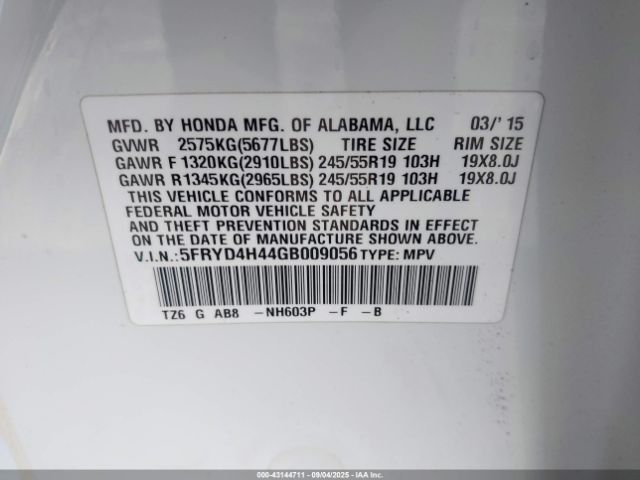 MFD. BY HONDA MFG. OF ALABAMA, LLC 03/' 15
GVWR 2575KG(5677LBS) TIRE SIZE RIM SIZE
GAWR F 1320KG(2910LBS) 245/55R19 103H 19X8.0J
GAWR R1345KG(2965LBS) 245/55R19 103H 19X8.0J
THIS VEHICLE CONFORMS TO ALL APPLICABLE
FEDERAL MOTOR VEHICLE SAFETY
AND THEFT PREVENTION STANDARDS IN EFFECT
ON THE DATE OF MANUFACTURE SHOWN ABOVE.
V.I.N.:5FRYD4H44GB009056 TYPE: MPV
TZ6 G AB8 -NH603P -F -B
000-43144711 - 09/04/2025 - IAAI.com